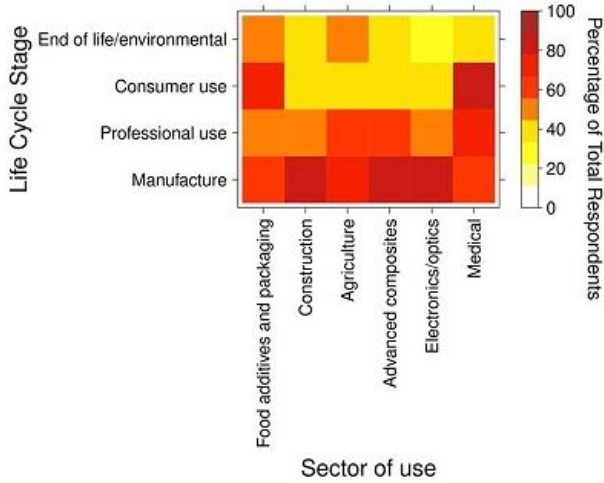 Life Cycle Stage
End of life/environmental
Consumer use
Professional use
Manufacture
Food additives and packaging
Construction
Agriculture
Advanced composites
Electronics/optics
Medical
Sector of use
100
80
60
40
20
0
Percentage of Total Respondents